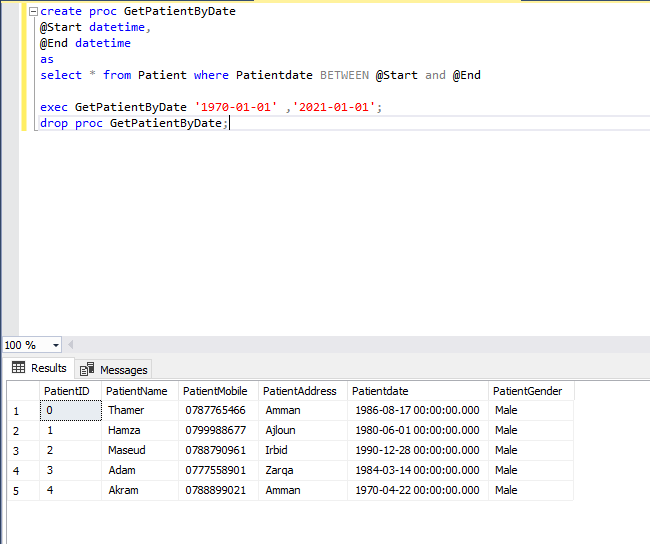 create proc GetPatientByDate
@Start datetime,
@End datetime
as
select * from Patient where Patientdate BETWEEN @Start and @End
exec GetPatientByDate '1970-01-01' ,'2021-01-01';
drop proc GetPatientByDate;
100 %
Results Messages
PatientID PatientName PatientMobile PatientAddress Patientdate PatientGender
1 0 Thamer 0787765466 Amman 1986-08-17 00:00:00.000 Male
2 1 Hamza 0799988677 Ajloun 1980-06-01 00:00:00.000 Male
3 2 Maseud 0788790961 Irbid 1990-12-28 00:00:00.000 Male
4 3 Adam 0777558901 Zarqa 1984-03-14 00:00:00.000 Male
5 4 Akram 0788899021 Amman 1970-04-22 00:00:00.000 Male